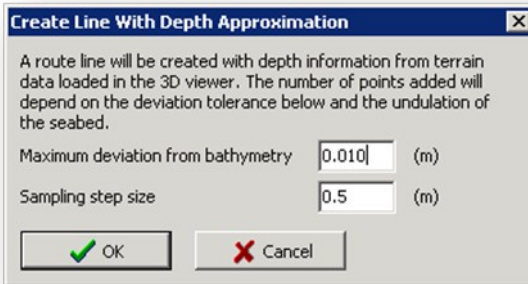 Create Line With Depth Approximation
A route line will be created with depth information from terrain
data loaded in the 3D viewer. The number of points added will
depend on the deviation tolerance below and the undulation of
the seabed.
Maximum deviation from bathymetry 0.010 (m)
Sampling step size 0.5 (m)
OK Cancel